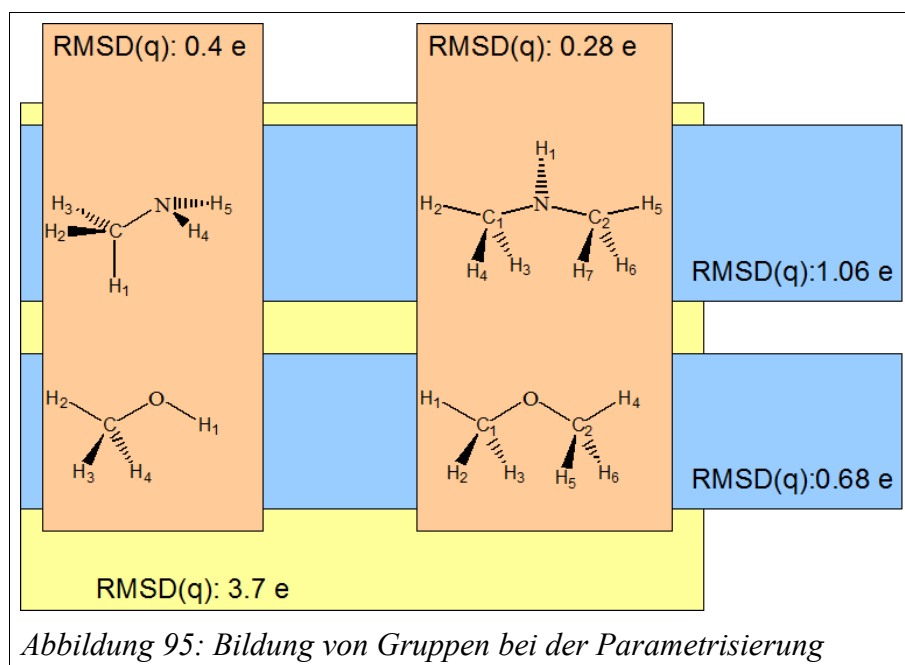 RMSD(q): 0.4 e
RMSD(q): 0.28 e
H₁
H₃ N H₅
H₂ C H₄
H₁
H₂ N H₅
C₁ C₂
H₄ H₃ H₇ H₆
RMSD(q):1.06 e
H₂ O
C H₁
H₃ H₄
H₁ O H₄
C₁ C₂
H₂ H₃ H₅ H₆
RMSD(q):0.68 e
RMSD(q): 3.7 e
Abbildung 95: Bildung von Gruppen bei der Parametrisierung